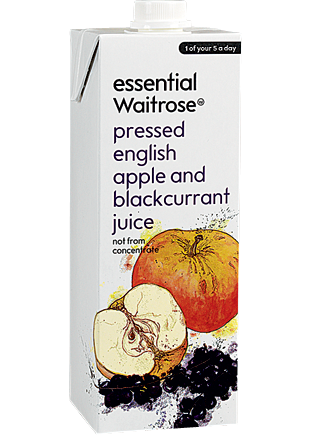 1 of your 5 a day
essential
Waitrose
pressed
english
apple and
blackcurrant
juice
not from
concentrate